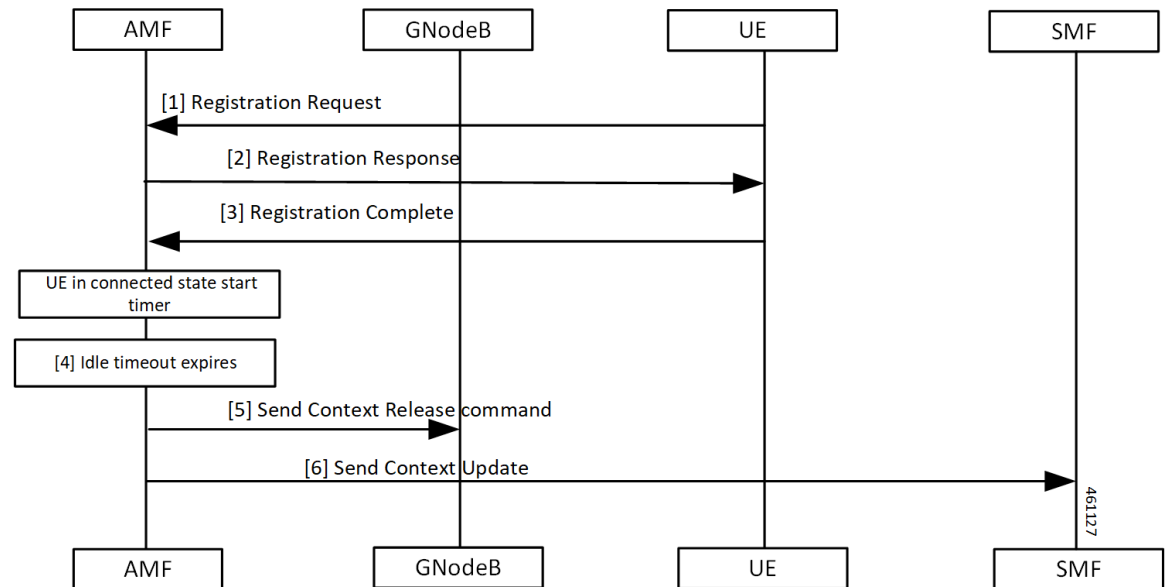 AMF
GNodeB
UE
SMF
[1] Registration Request
[2] Registration Response
[3] Registration Complete
UE in connected state start
timer
[4] Idle timeout expires
[5] Send Context Release command
[6] Send Context Update
461127
AMF
GNodeB
UE
SMF